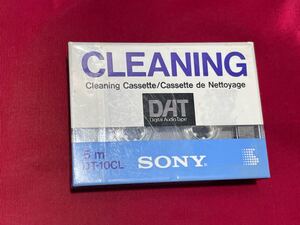 CLEANING
Cleaning Cassette/Cassette de Nettoyage
DAT
Digital Audio Tape
5 m
DT-10CL
SONY